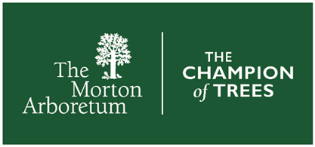 The
Morton
Arboretum
THE
CHAMPION
of TREES